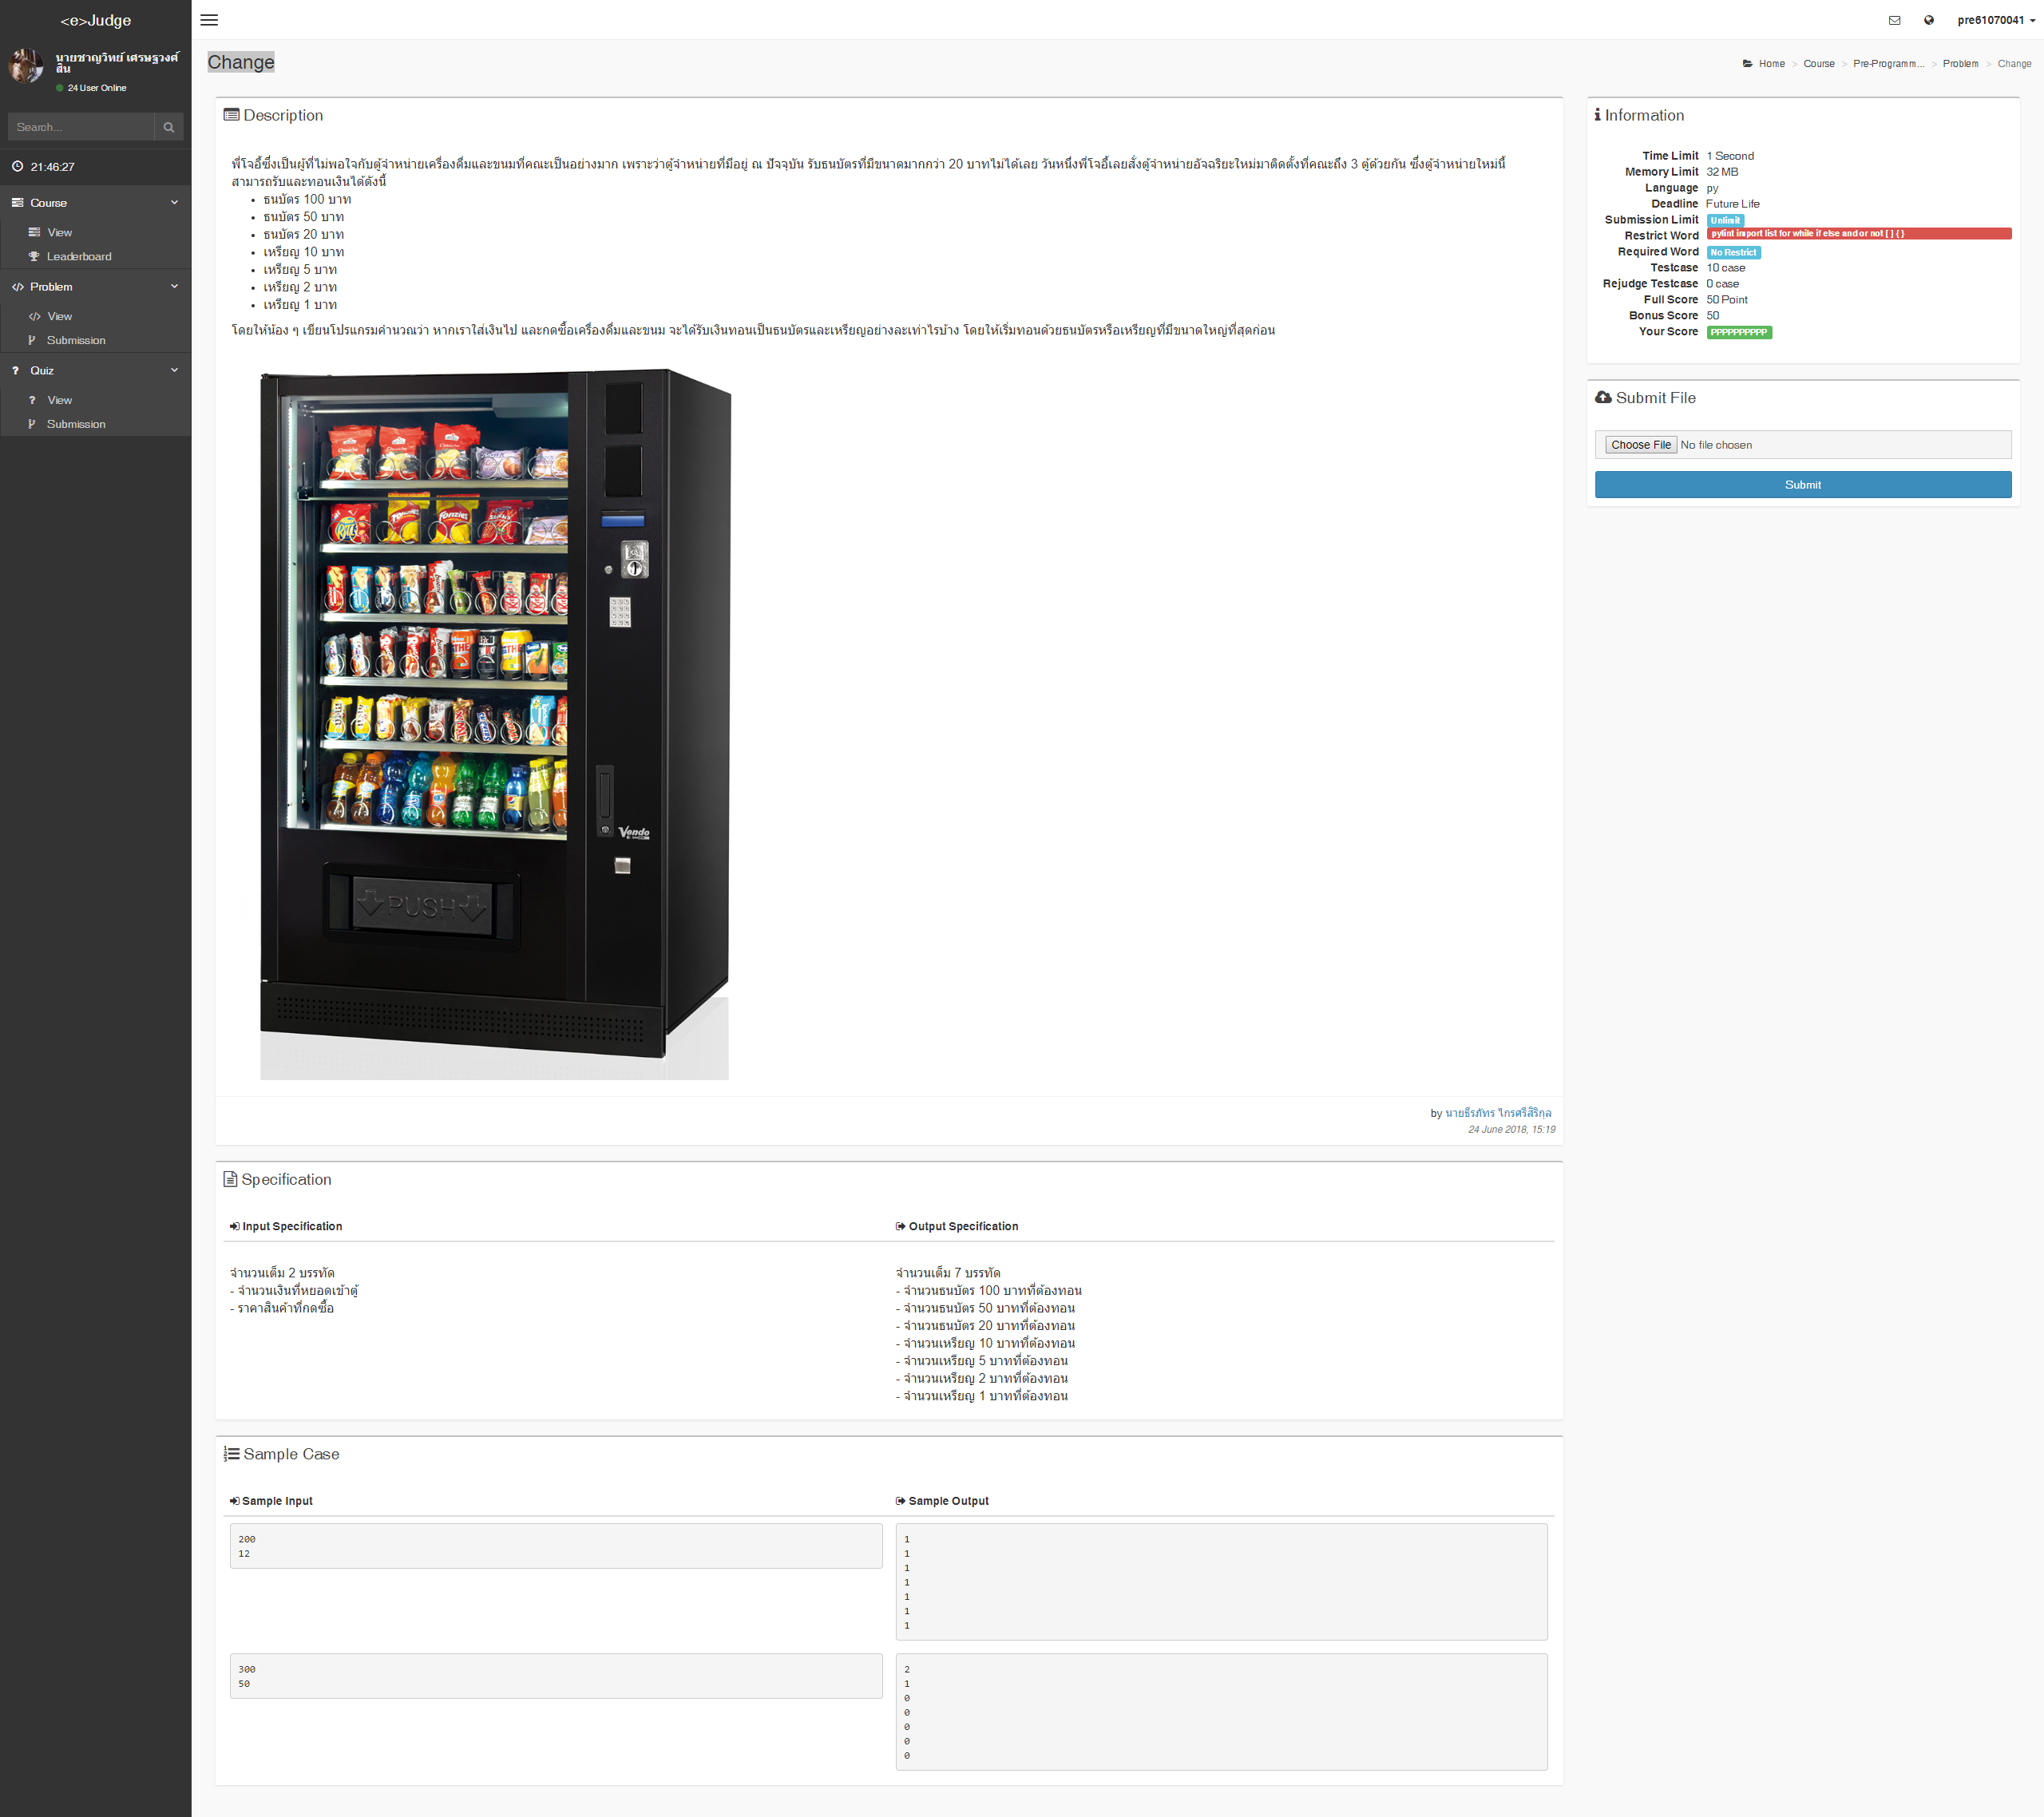 <e>Judge
pre61070041
นายชาญวิทย์ เศรษฐวงศ์
สิน
24 User Online
Search...
21:46:27
Course
View
Leaderboard
Problem
View
Submission
Quiz
View
Submission
Change
Home > Course > Pre-Programm... > Problem > Change
Description
พี่โจอี้ซึ่งเป็นผู้ที่ไม่พอใจกับตู้จำหน่ายเครื่องดื่มและขนมที่คณะเป็นอย่างมาก เพราะว่าตู้จำหน่ายที่มีอยู่ ณ ปัจจุบัน รับธนบัตรที่มีขนาดมากกว่า 20 บาทไม่ได้เลย วันหนึ่งพี่โจอี้เลยสั่งตู้จำหน่ายอัจฉริยะใหม่มาติดตั้งที่คณะถึง 3 ตู้ด้วยกัน ซึ่งตู้จำหน่ายใหม่นี้
สามารถรับและทอนเงินได้ดังนี้
• ธนบัตร 100 บาท
• ธนบัตร 50 บาท
• ธนบัตร 20 บาท
• เหรียญ 10 บาท
• เหรียญ 5 บาท
• เหรียญ 2 บาท
• เหรียญ 1 บาท
โดยให้น้อง ๆ เขียนโปรแกรมคำนวณว่า หากเราใส่เงินไป และกดซื้อเครื่องดื่มและขนม จะได้รับเงินทอนเป็นธนบัตรและเหรียญอย่างละเท่าไรบ้าง โดยให้เริ่มทอนด้วยธนบัตรหรือเหรียญที่มีขนาดใหญ่ที่สุดก่อน
Vendo
PUSH
by นายธีรภัทร ไกรศรีสิริกุล
24 June 2018, 15:19
Information
Time Limit 1 Second
Memory Limit 32 MB
Language py
Deadline Future Life
Submission Limit Unlimit
Restrict Word pylint import list for while if else and or not [ ] { }
Required Word No Restrict
Testcase 10 case
Rejudge Testcase 0 case
Full Score 50 Point
Bonus Score 50
Your Score PPPPPPPPPP
Submit File
Choose File No file chosen
Submit
Specification
Input Specification
จำนวนเต็ม 2 บรรทัด
- จำนวนเงินที่หยอดเข้าตู้
- ราคาสินค้าที่กดซื้อ
Output Specification
จำนวนเต็ม 7 บรรทัด
- จำนวนธนบัตร 100 บาทที่ต้องทอน
- จำนวนธนบัตร 50 บาทที่ต้องทอน
- จำนวนธนบัตร 20 บาทที่ต้องทอน
- จำนวนเหรียญ 10 บาทที่ต้องทอน
- จำนวนเหรียญ 5 บาทที่ต้องทอน
- จำนวนเหรียญ 2 บาทที่ต้องทอน
- จำนวนเหรียญ 1 บาทที่ต้องทอน
Sample Case
Sample Input
Sample Output
200
12
1
1
1
1
1
1
1
300
50
2
1
0
0
0
0
0